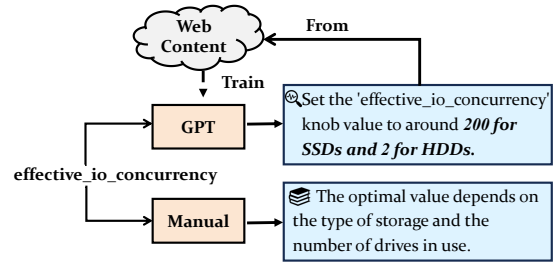 Web
Content
From
Train
GPT
Set the 'effective_io_concurrency'
knob value to around 200 for
SSDs and 2 for HDDs.
effective_io_concurrency
Manual
The optimal value depends on
the type of storage and the
number of drives in use.